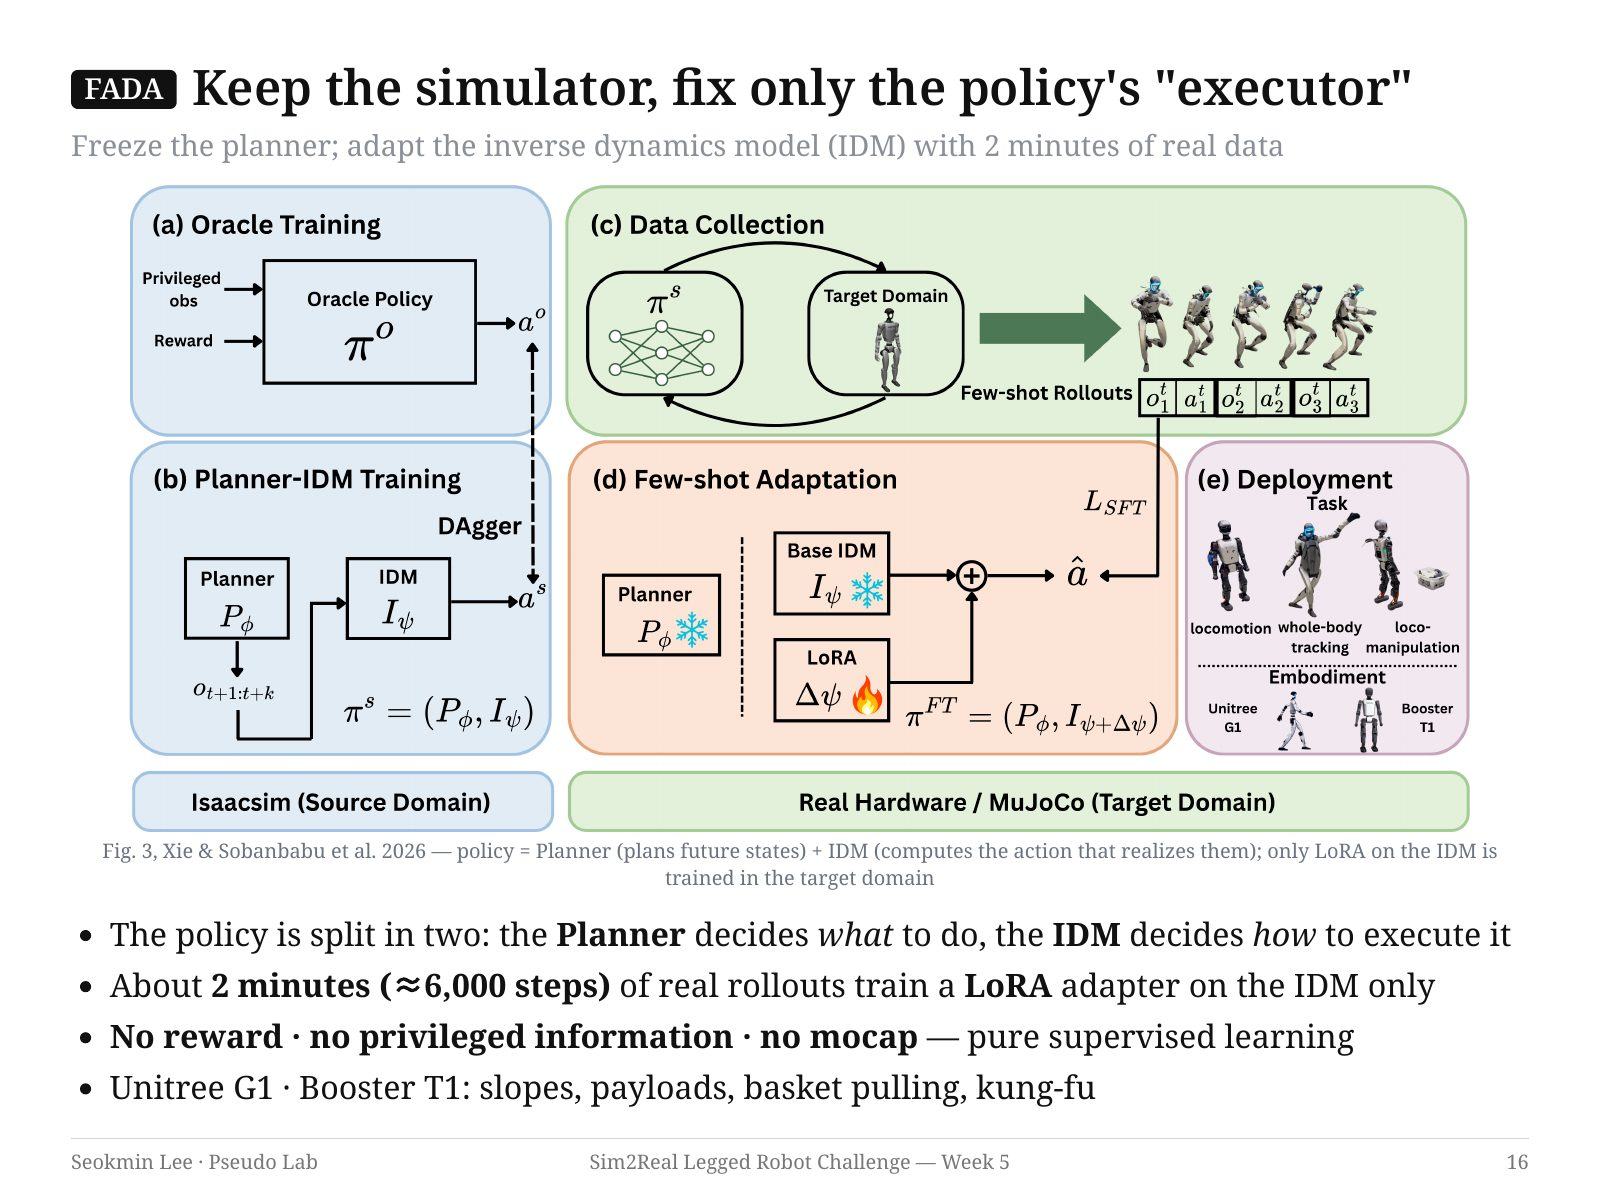 FADA Keep the simulator, fix only the policy's "executor"
Freeze the planner; adapt the inverse dynamics model (IDM) with 2 minutes of real data
(a) Oracle Training
Privileged
obs
Reward
Oracle Policy
π^o
a^o
(b) Planner-IDM Training
DAgger
Planner
P_ϕ
IDM
I_ψ
a^s
o_{t+1:t+k}
π^s = (P_ϕ, I_ψ)
(c) Data Collection
π^s
Target Domain
Few-shot Rollouts
o_1^t a_1^t o_2^t a_2^t o_3^t a_3^t
(d) Few-shot Adaptation
L_{SFT}
Planner
P_ϕ
Base IDM
I_ψ
â
LoRA
Δψ
π^{FT} = (P_ϕ, I_{ψ+Δψ})
(e) Deployment
Task
locomotion
whole-body
tracking
loco-
manipulation
Embodiment
Unitree
G1
Booster
T1
Isaacsim (Source Domain)
Real Hardware / MuJoCo (Target Domain)
Fig. 3, Xie & Sobanbabu et al. 2026 — policy = Planner (plans future states) + IDM (computes the action that realizes them); only LoRA on the IDM is
trained in the target domain
• The policy is split in two: the Planner decides what to do, the IDM decides how to execute it
• About 2 minutes (≈6,000 steps) of real rollouts train a LoRA adapter on the IDM only
• No reward · no privileged information · no mocap — pure supervised learning
• Unitree G1 · Booster T1: slopes, payloads, basket pulling, kung-fu
Seokmin Lee · Pseudo Lab
Sim2Real Legged Robot Challenge — Week 5
16